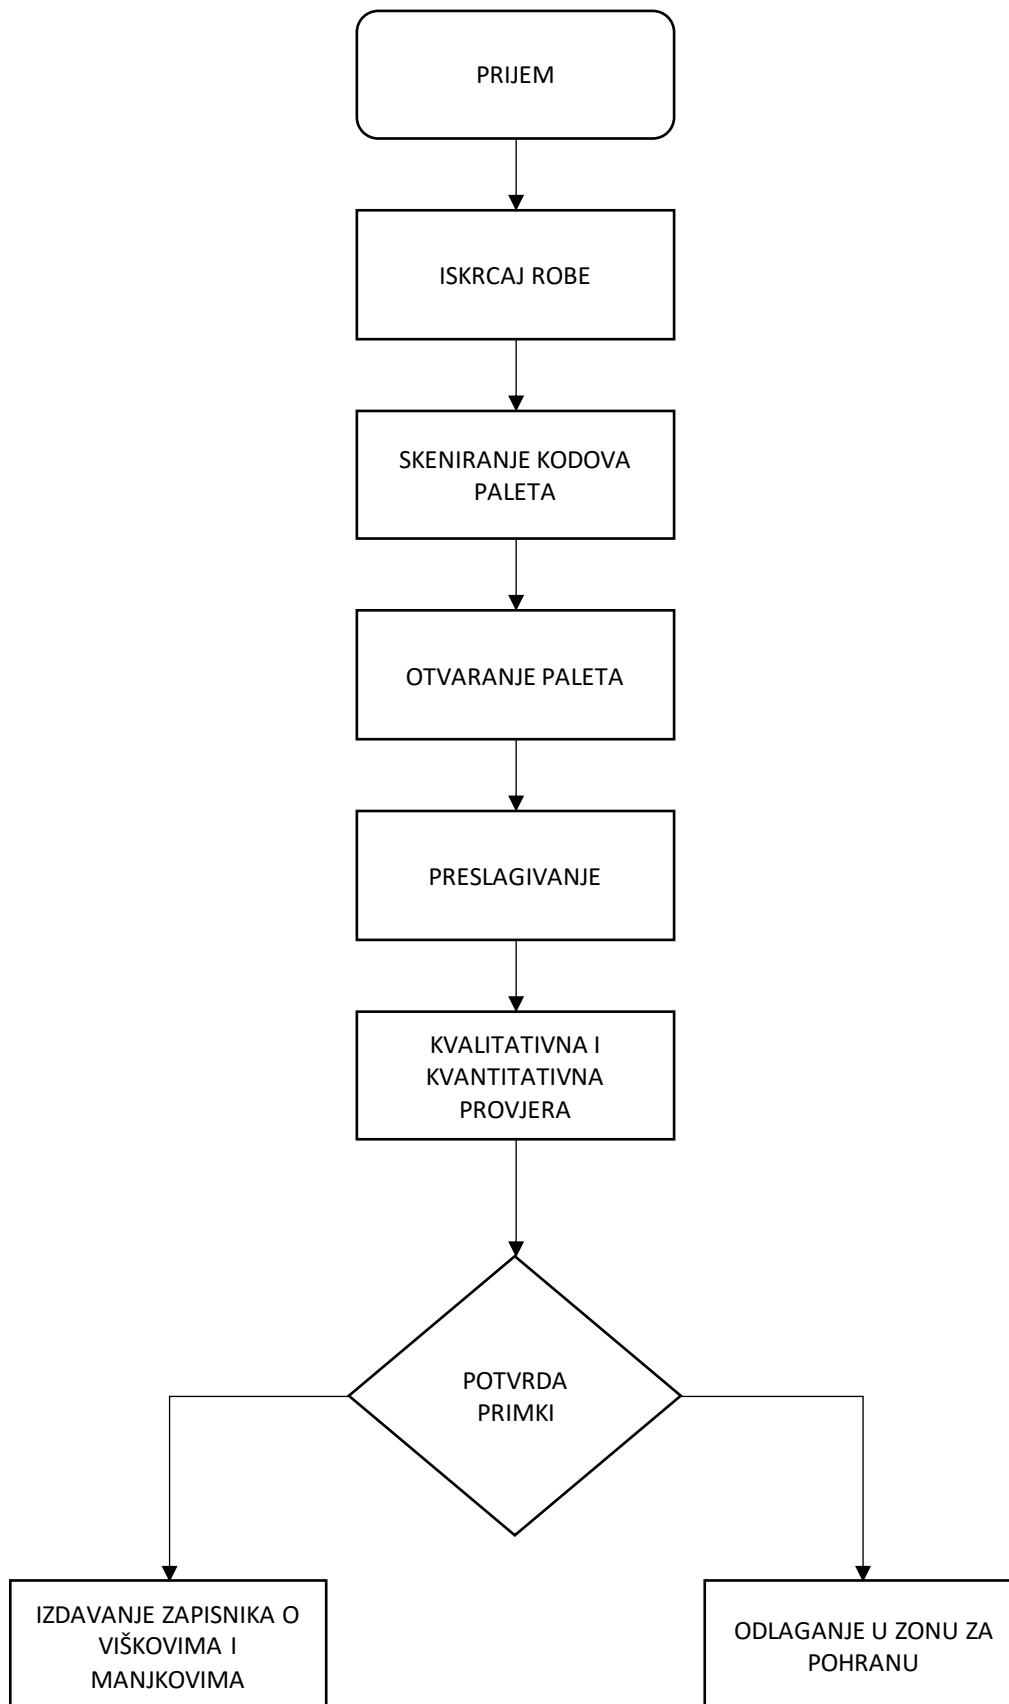 PRIJEM
ISKRCAJ ROBE
SKENIRANJE KODOVA
PALETA
OTVARANJE PALETA
PRESLAGIVANJE
KVALITATIVNA I
KVANTITATIVNA
PROVJERA
POTVRDA
PRIMKI
IZDAVANJE ZAPISNIKA O
VIŠKOVIMA I
MANJKOVIMA
ODLAGANJE U ZONU ZA
POHRANU